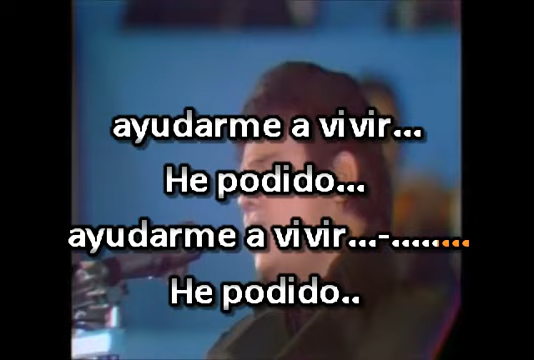 ayudarme a vivir...
He podido...
ayudarme a vivir...-........
He podido..